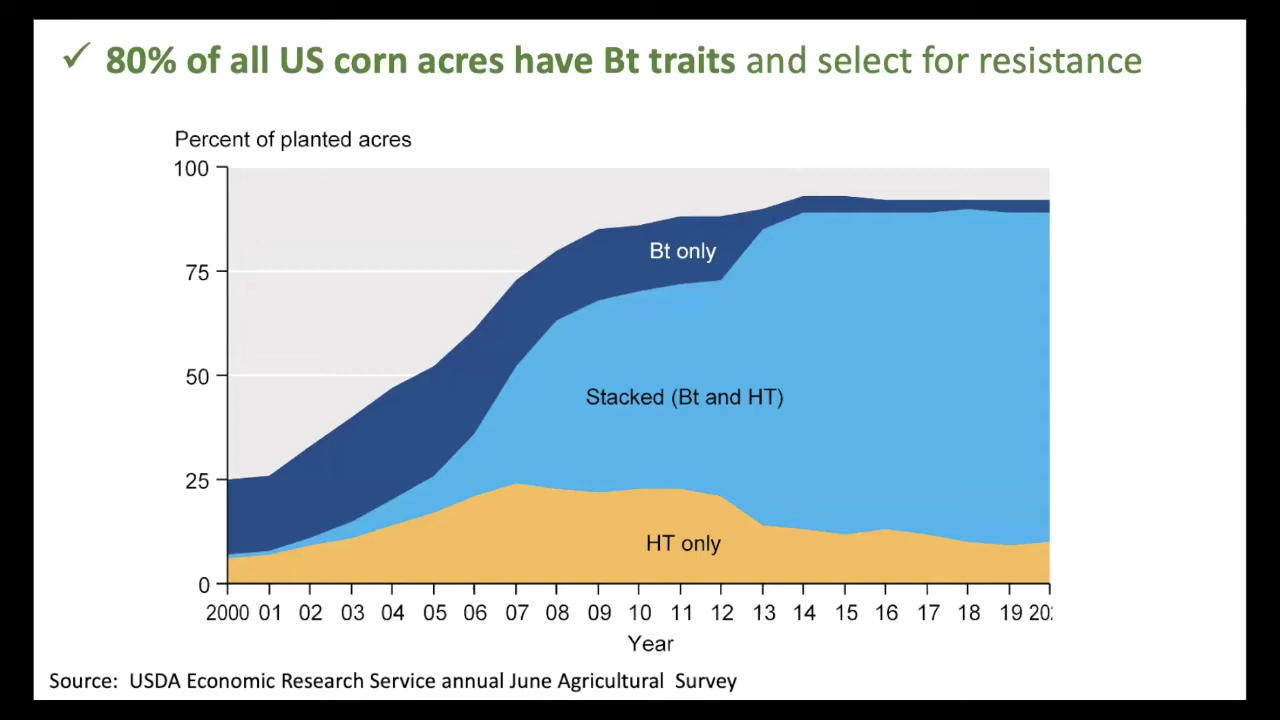 ✓ 80% of all US corn acres have Bt traits and select for resistance
Percent of planted acres
100
75
50
25
0
Bt only
Stacked (Bt and HT)
HT only
2000 01 02 03 04 05 06 07 08 09 10 11 12 13 14 15 16 17 18 19
Year
Source: USDA Economic Research Service annual June Agricultural Survey